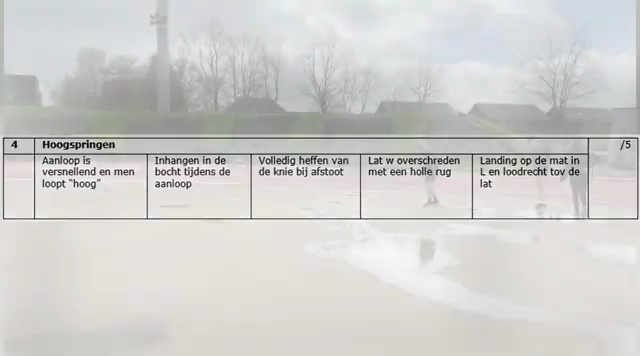 4 Hoogspringen /5
Aanloop is
versnellend en men
loopt "hoog"
Inhangen in de
bocht tijdens de
aanloop
Volledig heffen van
de knie bij afstoot
Lat w overschreden
met een holle rug
Landing op de mat in
L en loodrecht tov de
lat